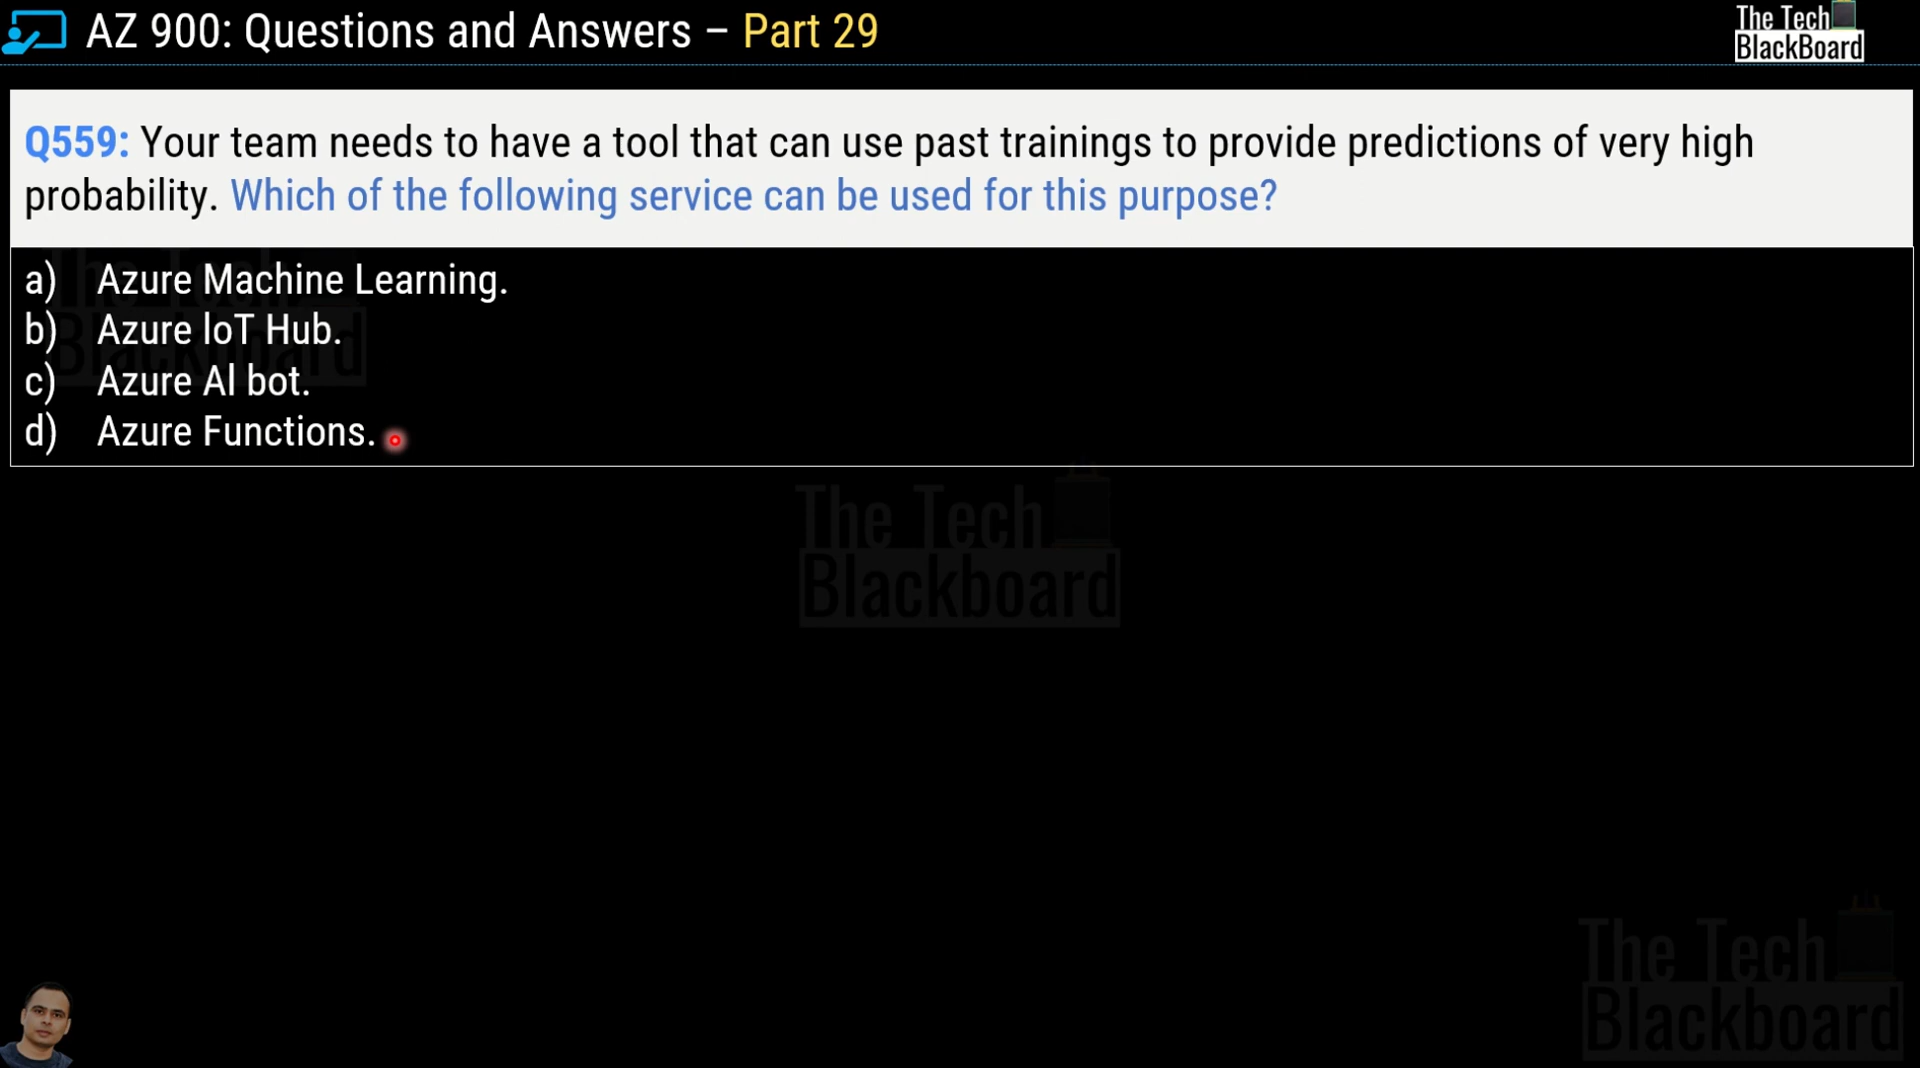 AZ 900: Questions and Answers – Part 29
The Tech
BlackBoard
Q559: Your team needs to have a tool that can use past trainings to provide predictions of very high
probability. Which of the following service can be used for this purpose?
a) Azure Machine Learning.
b) Azure IoT Hub.
c) Azure AI bot.
d) Azure Functions.
The Tech
Blackboard
The Tech
Blackboard
The Tech
Blackboard